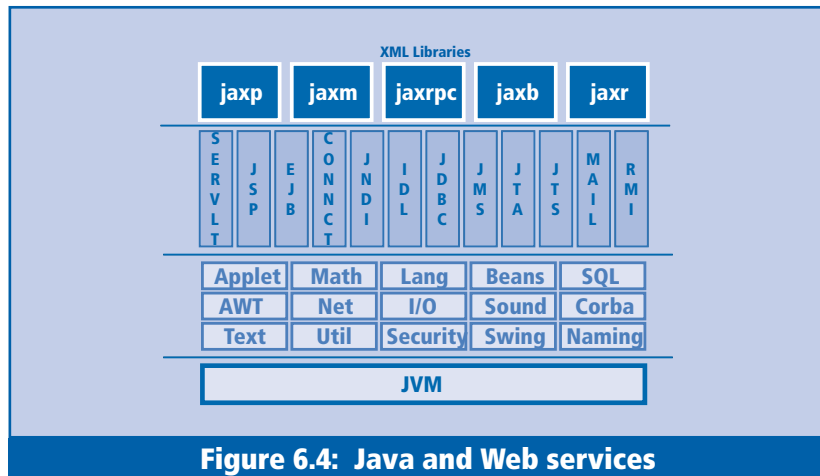 XML Libraries
jaxp jaxm jaxrpc jaxb jaxr
SERVLT JSP EJB CONNCT JNDI IDL JDBC JMS JTA JTS MAIL RMI
Applet Math Lang Beans SQL
AWT Net I/O Sound Corba
Text Util Security Swing Naming
JVM
Figure 6.4: Java and Web services